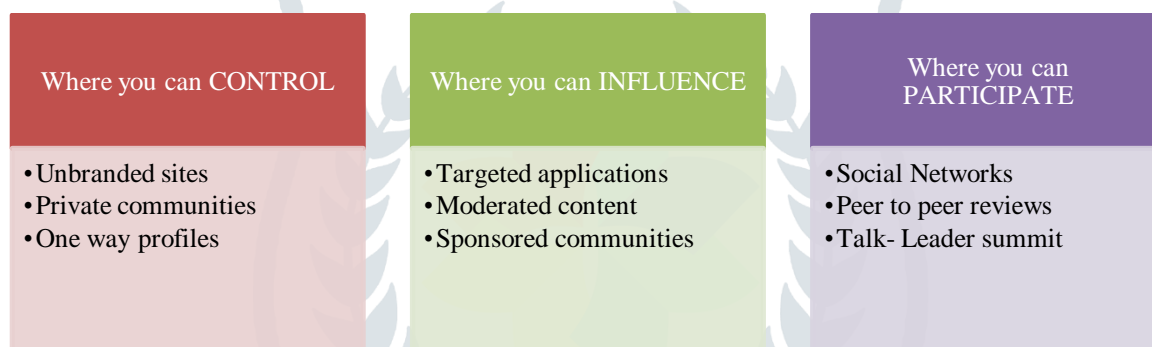 Where you can CONTROL
•Unbranded sites
•Private communities
•One way profiles
Where you can INFLUENCE
•Targeted applications
•Moderated content
•Sponsored communities
Where you can
PARTICIPATE
•Social Networks
•Peer to peer reviews
•Talk- Leader summit